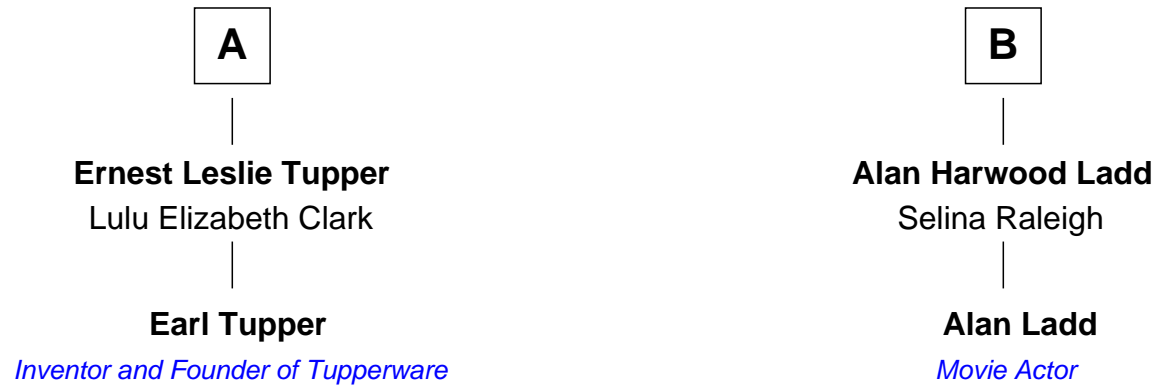 A
B
Ernest Leslie Tupper
Lulu Elizabeth Clark
Alan Harwood Ladd
Selina Raleigh
Earl Tupper
Inventor and Founder of Tupperware
Alan Ladd
Movie Actor